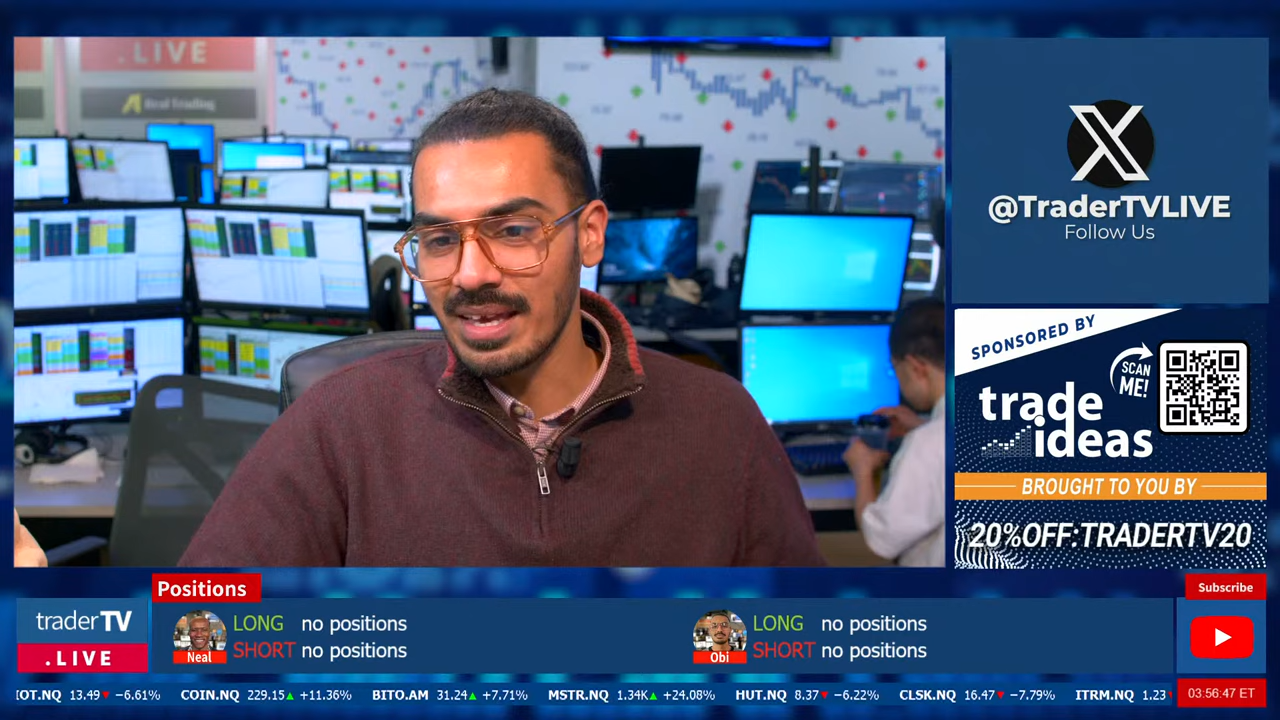 .LIVE
Real Trading
@TraderTVLIVE
Follow Us
SPONSORED BY
SCAN
ME!
trade
ideas
BROUGHT TO YOU BY
20%OFF:TRADERTV20
Positions
Subscribe
traderTV
.LIVE
Neal
LONG no positions
SHORT no positions
Obi
LONG no positions
SHORT no positions
IOT.NQ 13.49▼ −6.61% COIN.NQ 229.15▲ +11.36% BITO.AM 31.24▲ +7.71% MSTR.NQ 1.34K▲ +24.08% HUT.NQ 8.37▼ −6.22% CLSK.NQ 16.47▼ −7.79% ITRM.NQ 1.23
03:56:47 ET